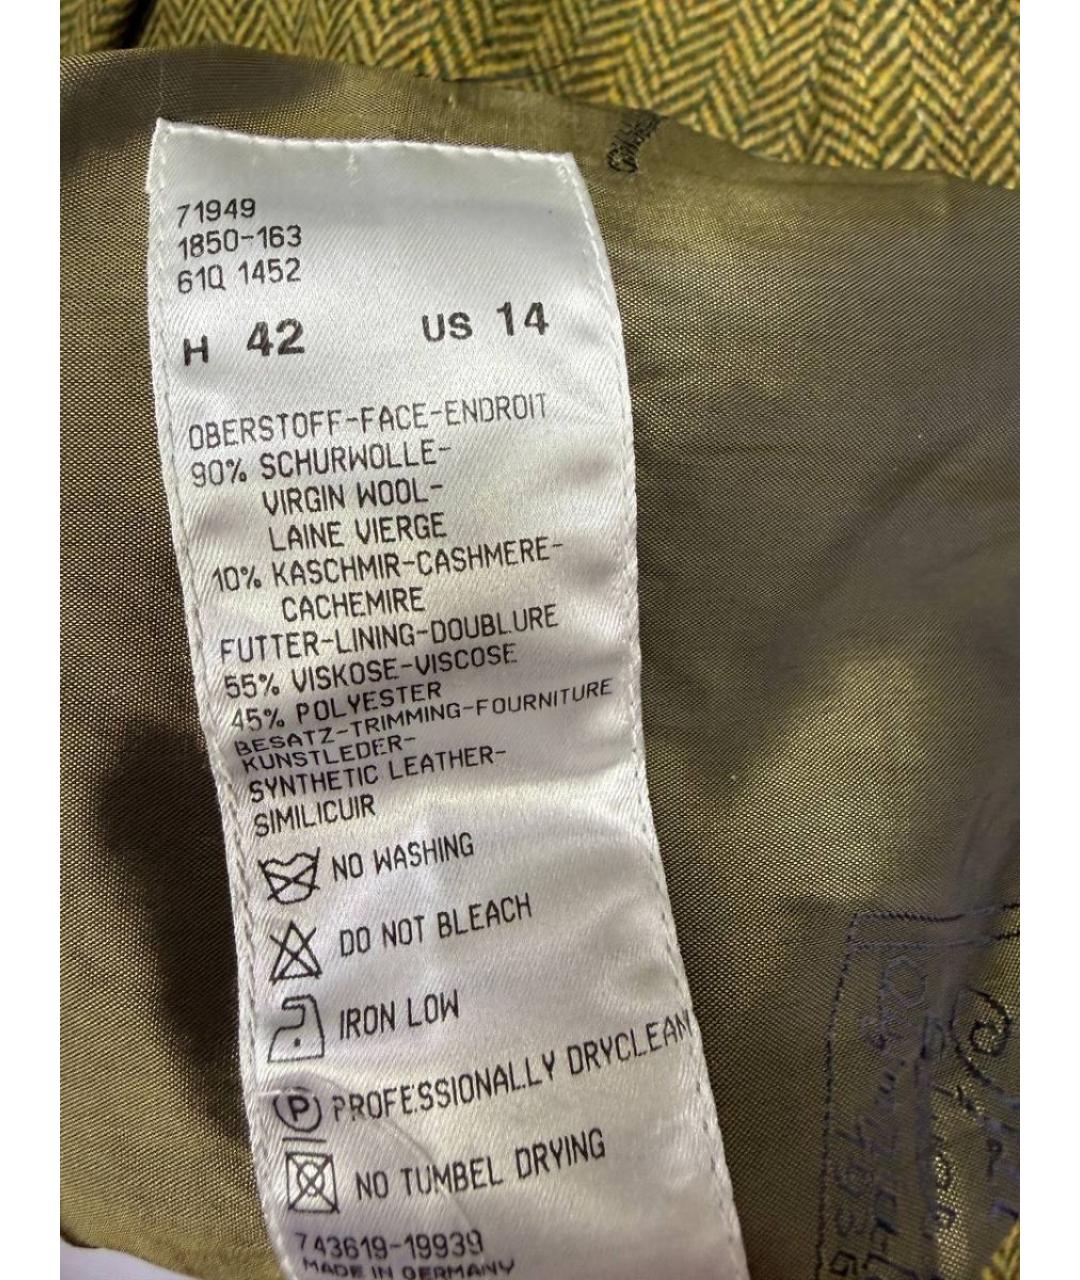 71949
1850-163
61Q 1452
H 42 US 14
OBERSTOFF-FACE-ENDROIT
90% SCHURWOLLE-
VIRGIN WOOL-
LAINE VIERGE
10% KASCHMIR-CASHMERE-
CACHEMIRE
FUTTER-LINING-DOUBLURE
55% VISKOSE-VISCOSE
45% POLYESTER
BESATZ-TRIMMING-FOURNITURE
KUNSTLEDER-
SYNTHETIC LEATHER-
SIMILICUIR
NO WASHING
DO NOT BLEACH
IRON LOW
P PROFESSIONALLY DRYCLEAN
NO TUMBEL DRYING
743619-19939
MADE IN GERMANY